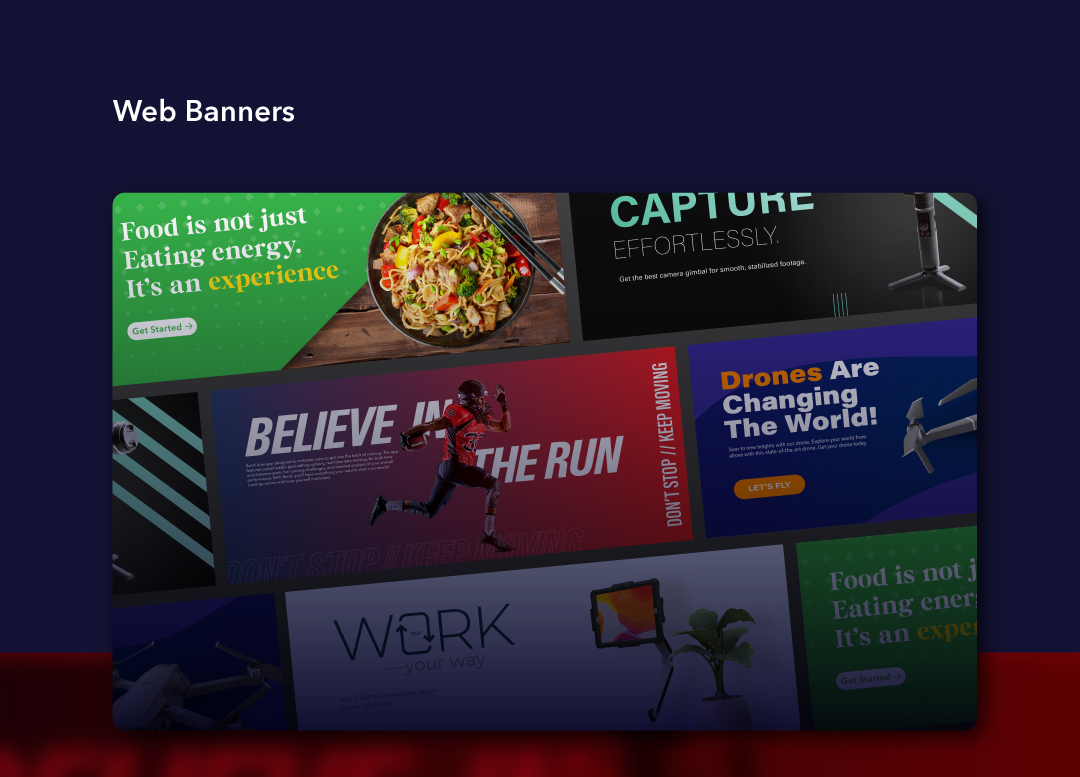 Web Banners
Food is not just
Eating energy.
It's an experience
Get Started →
CAPTURE
EFFORTLESSLY.
Get the best camera gimbal for smooth, stabilized footage.
BELIEVE IN
THE RUN
DON'T STOP // KEEP MOVING
DON'T STOP // KEEP MOVING
Drones Are
Changing
The World!
Soar to new heights with our drone. Explore your world from
above with this state-of-the-art drone. Get your drone today.
LET'S FLY
WORK
360°
—your way
Food is not j
Eating ener
It's an exper
Get Started →